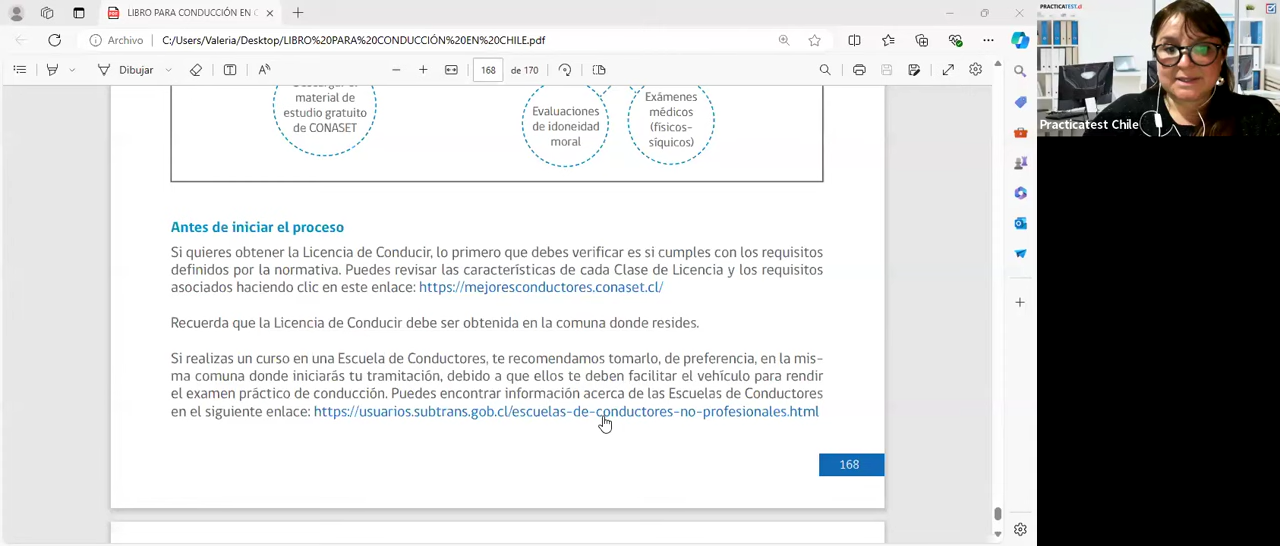 LIBRO PARA CONDUCCIÓN EN C
Archivo
C:/Users/Valeria/Desktop/LIBRO%20PARA%20CONDUCCIÓN%20EN%20CHILE.pdf
Dibujar
168
de 170
Descargar el
material de
estudio gratuito
de CONASET
Evaluaciones
de idoneidad
moral
Exámenes
médicos
(físicos-
síquicos)
Antes de iniciar el proceso
Si quieres obtener la Licencia de Conducir, lo primero que debes verificar es si cumples con los requisitos
definidos por la normativa. Puedes revisar las características de cada Clase de Licencia y los requisitos
asociados haciendo clic en este enlace: https://mejoresconductores.conaset.cl/
Recuerda que la Licencia de Conducir debe ser obtenida en la comuna donde resides.
Si realizas un curso en una Escuela de Conductores, te recomendamos tomarlo, de preferencia, en la mis-
ma comuna donde iniciarás tu tramitación, debido a que ellos te deben facilitar el vehículo para rendir
el examen práctico de conducción. Puedes encontrar información acerca de las Escuelas de Conductores
en el siguiente enlace: https://usuarios.subtrans.gob.cl/escuelas-de-conductores-no-profesionales.html
168
PRACTICATEST.cl
Practicatest Chile